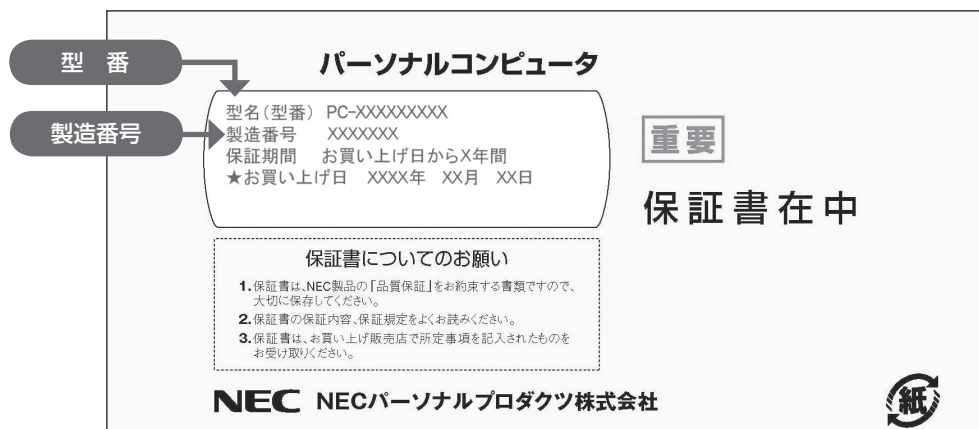 型　番
製造番号
パーソナルコンピュータ
型名(型番)　PC-XXXXXXXXX
製造番号　XXXXXXX
保証期間　お買い上げ日からX年間
★お買い上げ日　XXXX年　XX月　XX日
重要
保証書在中
保証書についてのお願い
1.保証書は、NEC製品の「品質保証」をお約束する書類ですので、
大切に保存してください。
2.保証書の保証内容、保証規定をよくお読みください。
3.保証書は、お買い上げ販売店で所定事項を記入されたものを
お受け取りください。
NEC NECパーソナルプロダクツ株式会社
紙